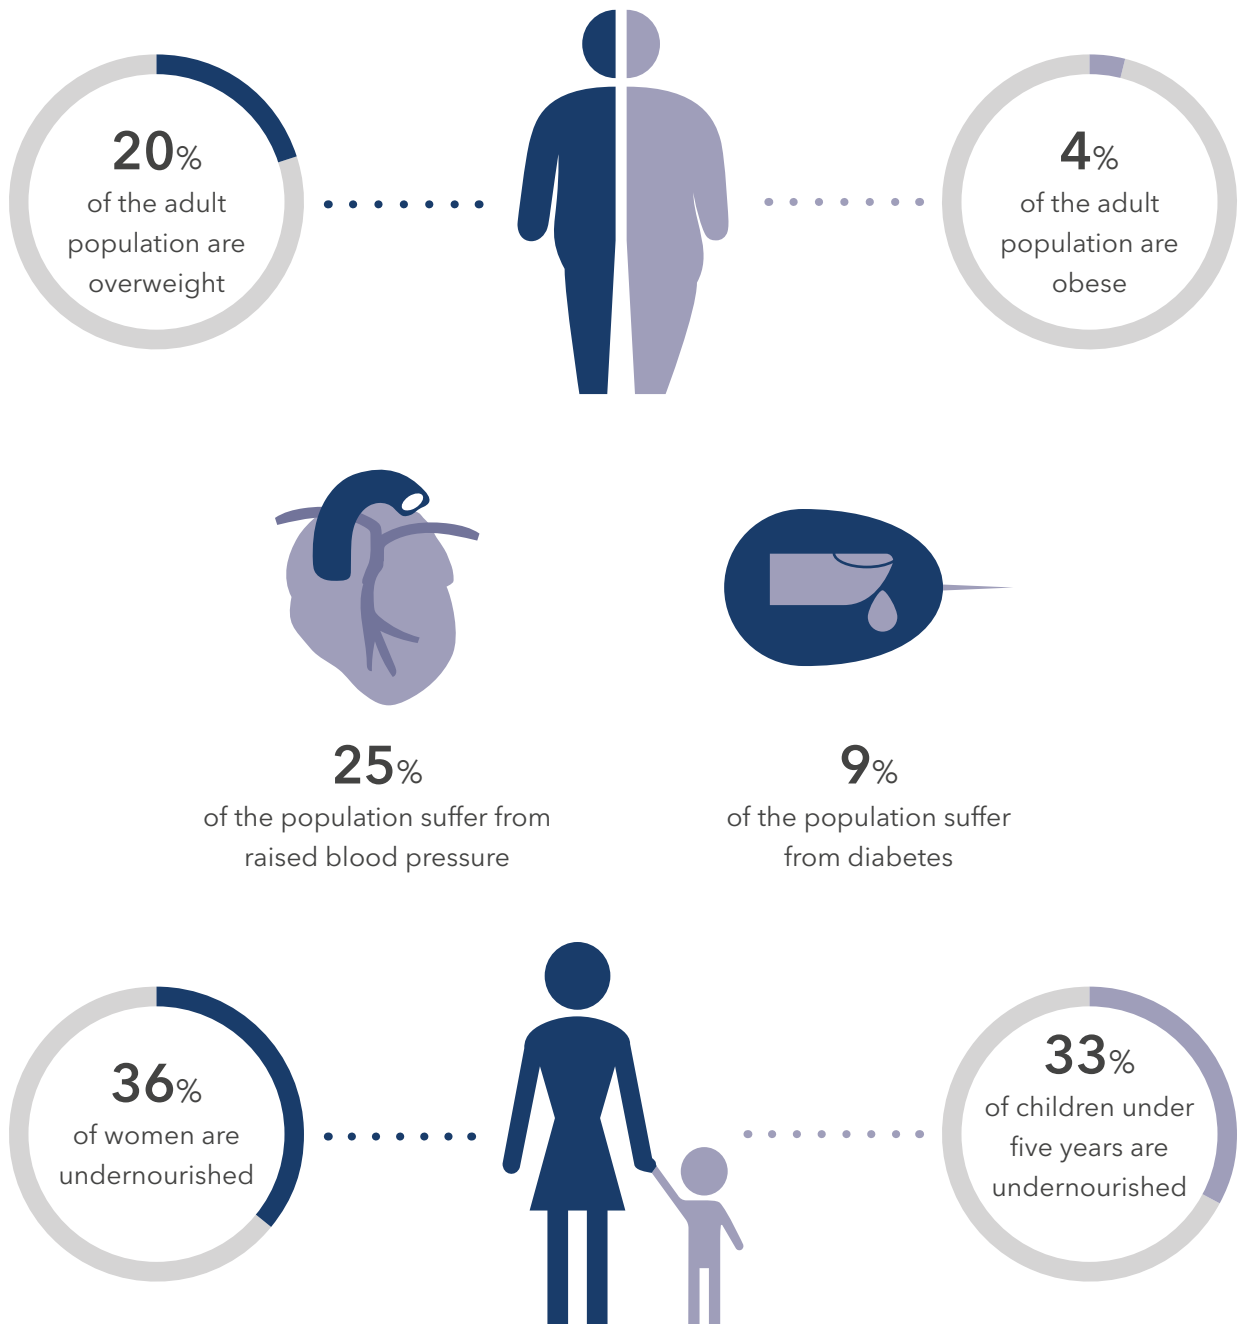 20%
of the adult
population are
overweight
4%
of the adult
population are
obese
25%
of the population suffer from
raised blood pressure
9%
of the population suffer
from diabetes
36%
of women are
undernourished
33%
of children under
five years are
undernourished